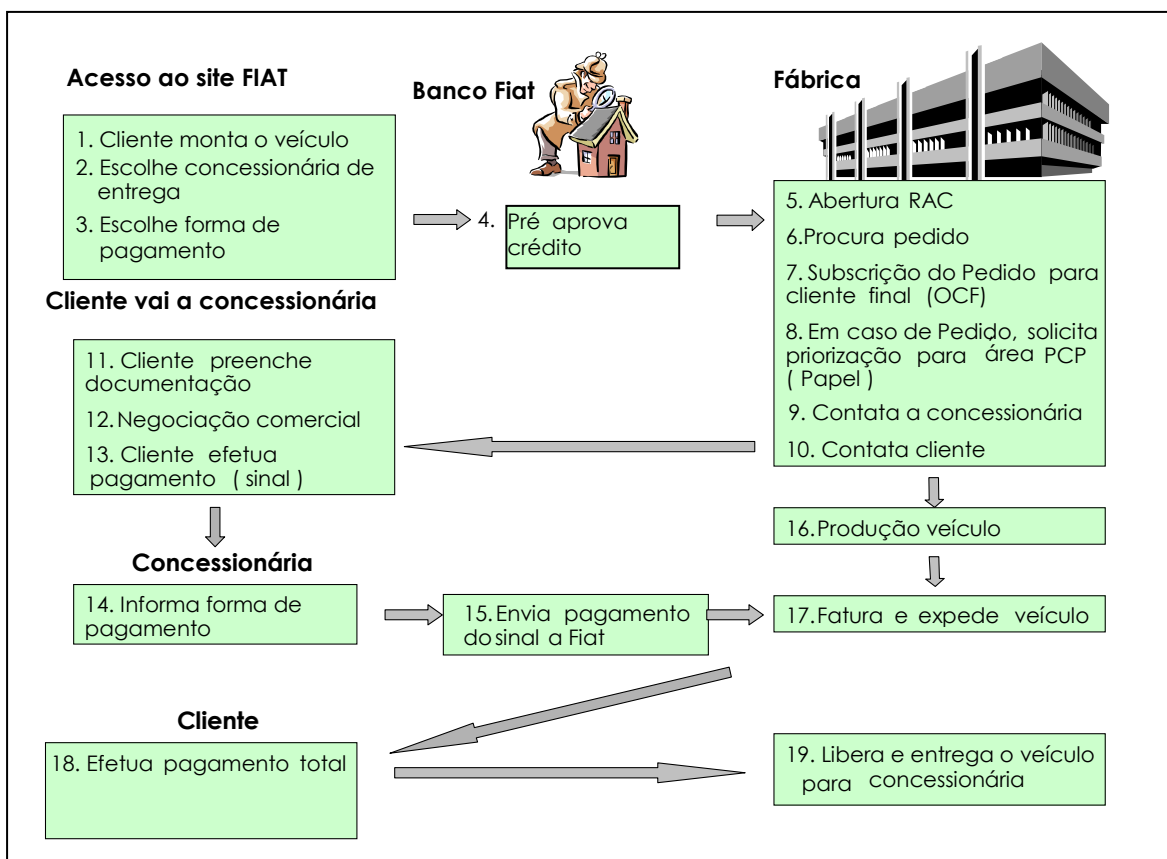 Acesso ao site FIAT
1. Cliente monta o veículo
2. Escolhe concessionária de
entrega
3. Escolhe forma de
pagamento
Banco Fiat
4. Pré aprova
crédito
Fábrica
5. Abertura RAC
6.Procura pedido
7. Subscrição do Pedido para
cliente final (OCF)
8. Em caso de Pedido, solicita
priorização para área PCP
( Papel )
9. Contata a concessionária
10. Contata cliente
Cliente vai a concessionária
11. Cliente preenche
documentação
12. Negociação comercial
13. Cliente efetua
pagamento ( sinal )
Concessionária
14. Informa forma de
pagamento
15. Envia pagamento
do sinal a Fiat
16.Produção veículo
17.Fatura e expede veículo
Cliente
18. Efetua pagamento total
19. Libera e entrega o veículo
para concessionária